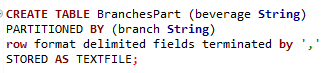 CREATE TABLE BranchesPart (beverage String)
PARTITIONED BY (branch String)
row format delimited fields terminated by ','
STORED AS TEXTFILE;